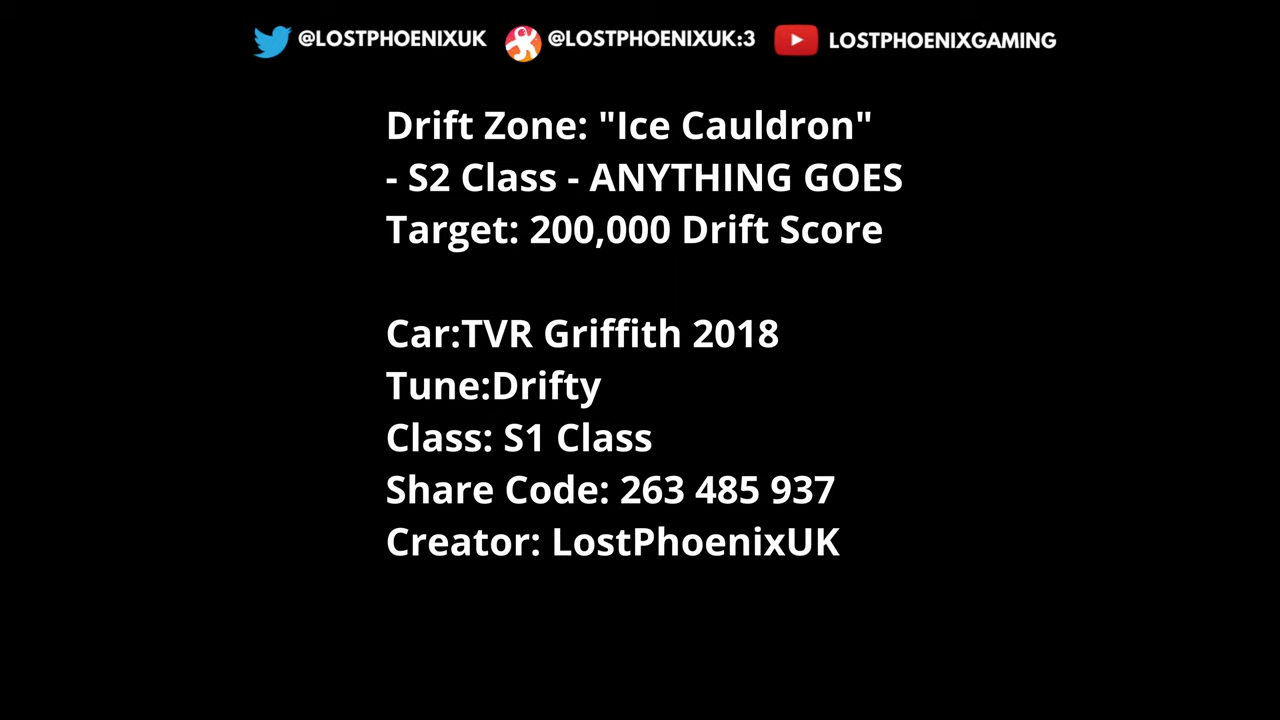 @LOSTPHOENIXUK @LOSTPHOENIXUK:3 LOSTPHOENIXGAMING
Drift Zone: "Ice Cauldron"
- S2 Class - ANYTHING GOES
Target: 200,000 Drift Score
Car:TVR Griffith 2018
Tune:Drifty
Class: S1 Class
Share Code: 263 485 937
Creator: LostPhoenixUK